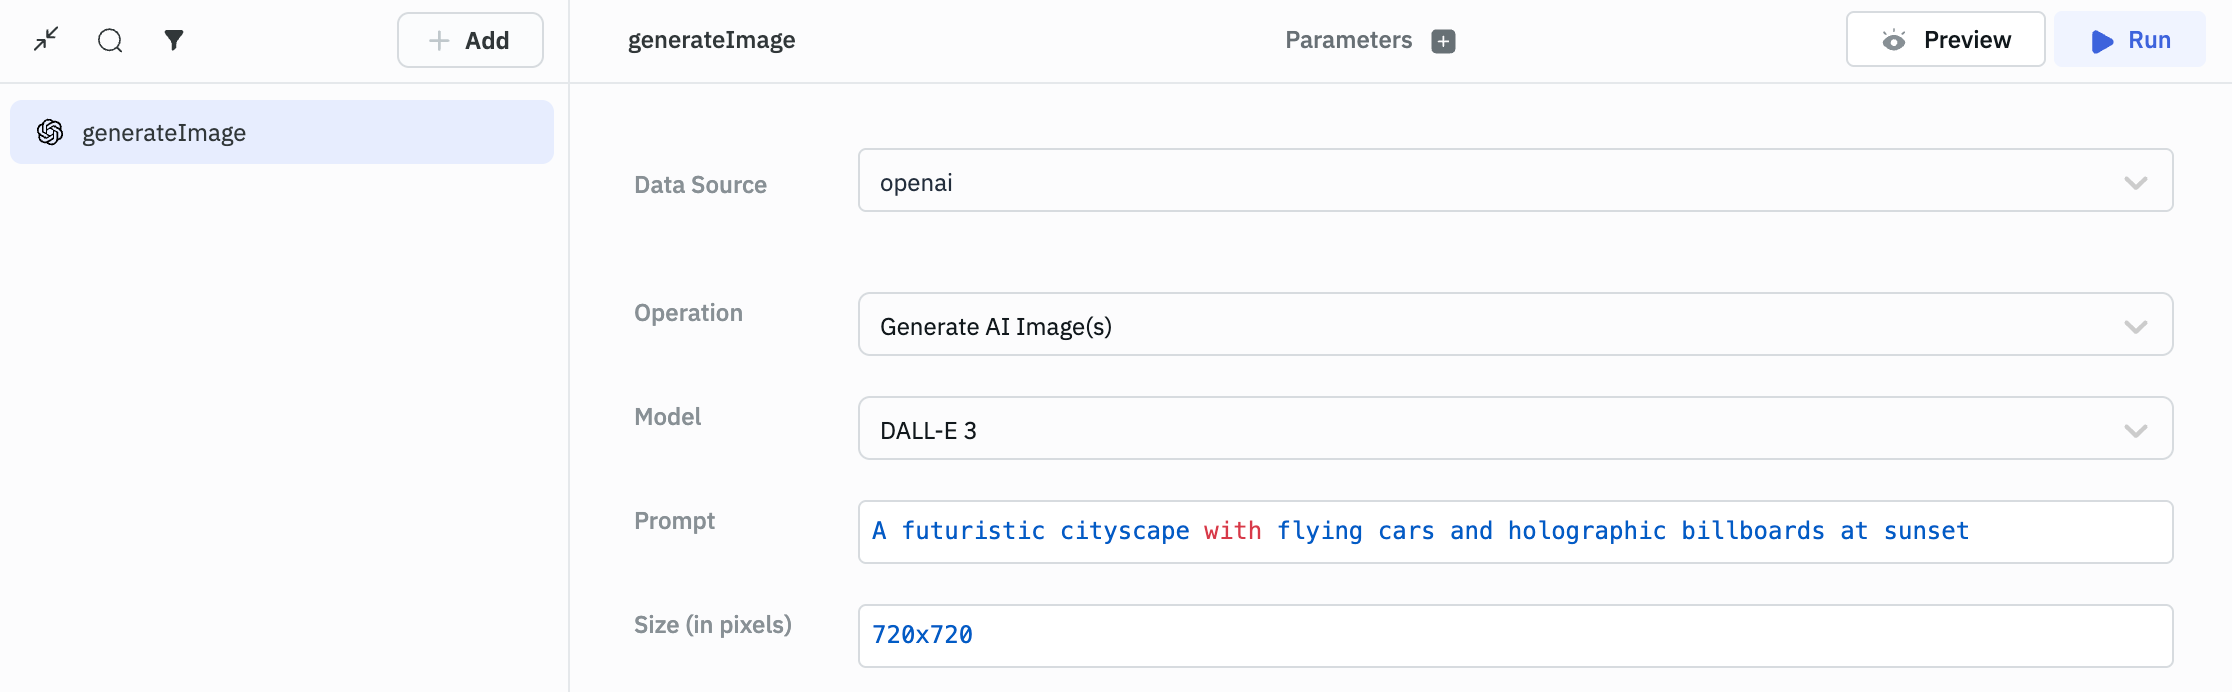 Add
generateImage
Parameters
Preview
Run
generateImage
Data Source
openai
Operation
Generate AI Image(s)
Model
DALL-E 3
Prompt
A futuristic cityscape with flying cars and holographic billboards at sunset
Size (in pixels)
720x720